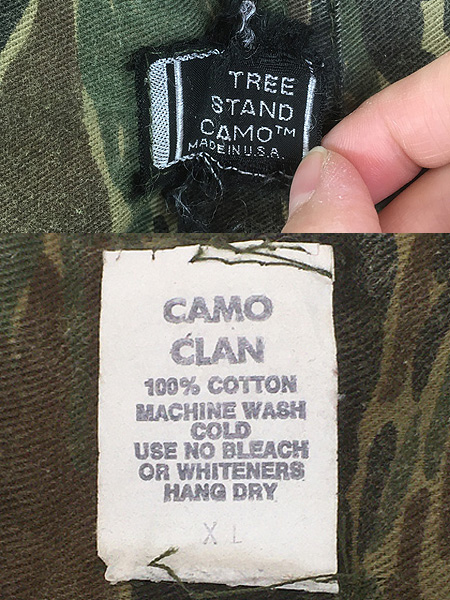 TREE
STAND
CAMO™
MADE IN U.S.A.
CAMO
CLAN
100% COTTON
MACHINE WASH
COLD
USE NO BLEACH
OR WHITENERS
HANG DRY
XL